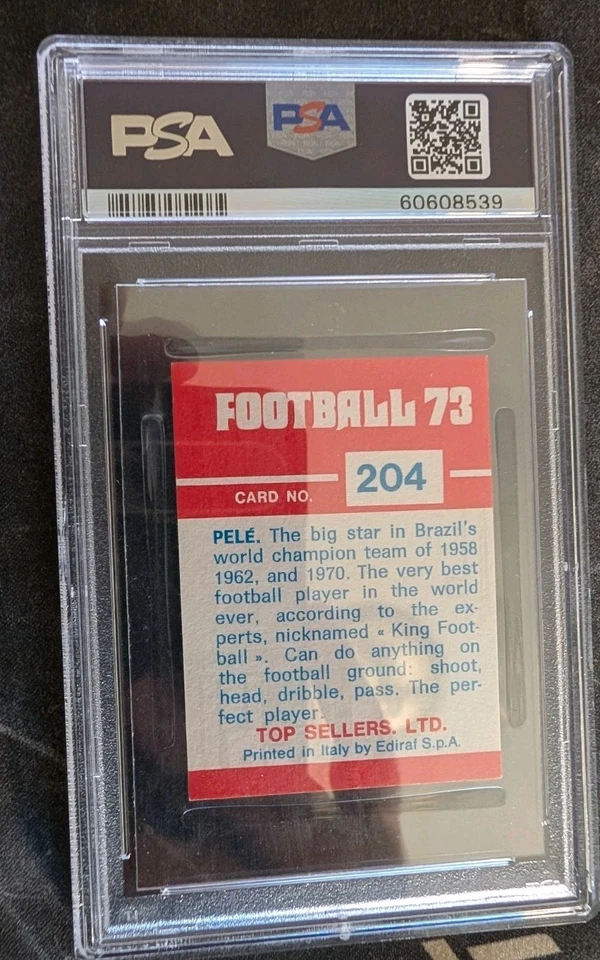 PSA PSA
60608539
FOOTBALL 73
CARD NO. 204
PELÉ. The big star in Brazil's
world champion team of 1958
1962, and 1970. The very best
football player in the world
ever, according to the ex-
perts, nicknamed « King Foot-
ball ». Can do anything on
the football ground: shoot,
head, dribble, pass. The per-
fect player.
TOP SELLERS. LTD.
Printed in Italy by Ediraf S.p.A.